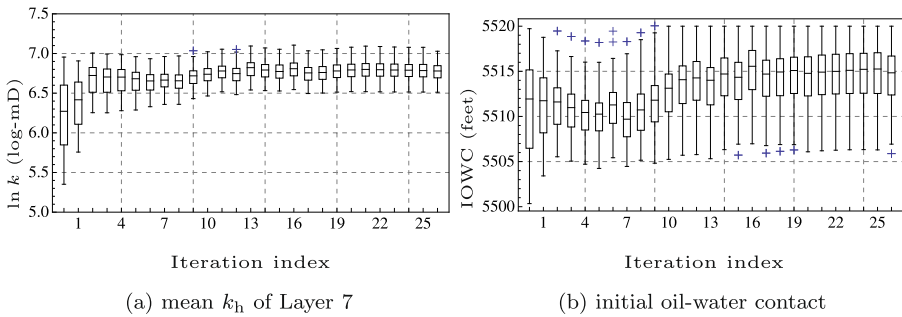 7.5
7.0
6.5
6.0
5.5
5.0
ln k (log-mD)
1 4 7 10 13 16 19 22 25
Iteration index
(a) mean kh of Layer 7
5520
5515
5510
5505
5500
IOWC (feet)
1 4 7 10 13 16 19 22 25
Iteration index
(b) initial oil-water contact